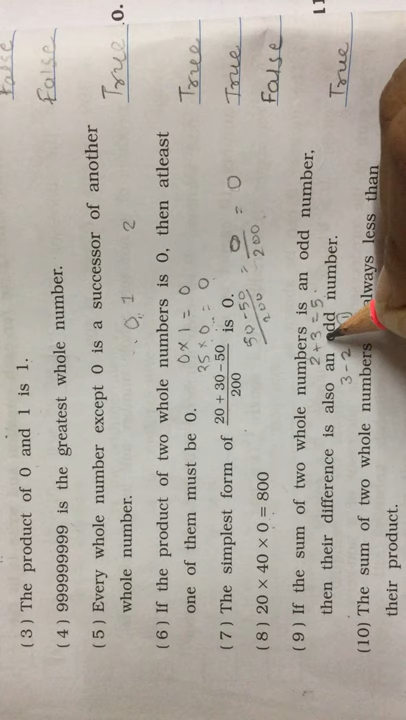 False
(3) The product of 0 and 1 is 1. False
(4) 9999999999 is the greatest whole number.
(5) Every whole number except 0 is a successor of another True
whole number. 0, 1 2
(6) If the product of two whole numbers is 0, then atleast True
one of them must be 0. 0 x 1 = 0
35 x 0 = 0
(7) The simplest form of 20 + 30 − 50 / 200 is 0. True
50-50 / 200 = 0 / 200 = 0
(8) 20 × 40 × 0 = 800 False
(9) If the sum of two whole numbers is an odd number,
2+3=5
then their difference is also an odd number. True
3-2
(10) The sum of two whole numbers always less than
their product.